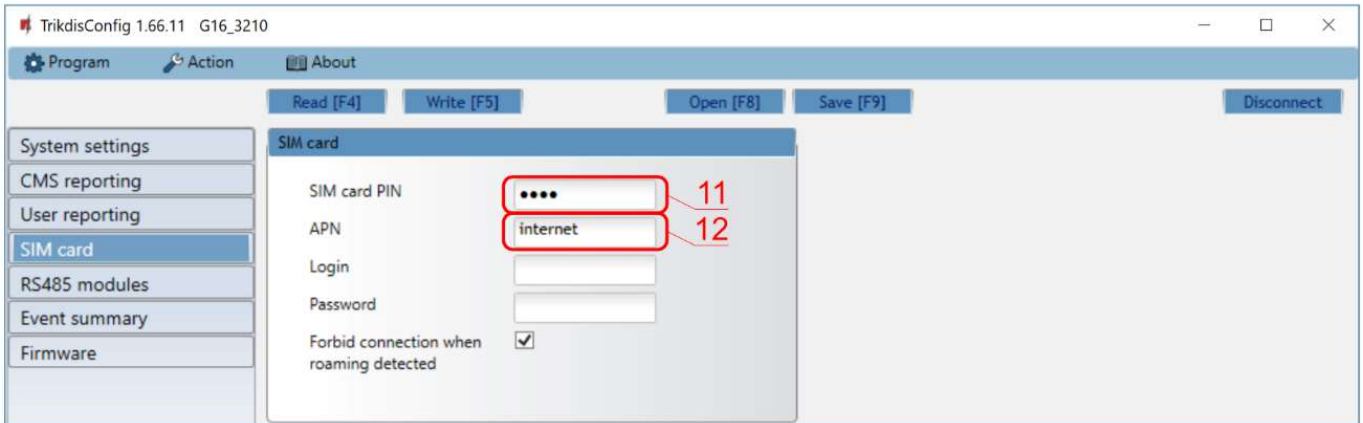 TrikdisConfig 1.66.11 G16_3210
Program Action About
Read [F4] Write [F5] Open [F8] Save [F9] Disconnect
System settings
CMS reporting
User reporting
SIM card
RS485 modules
Event summary
Firmware
SIM card
SIM card PIN •••• 11
APN internet 12
Login
Password
Forbid connection when
roaming detected